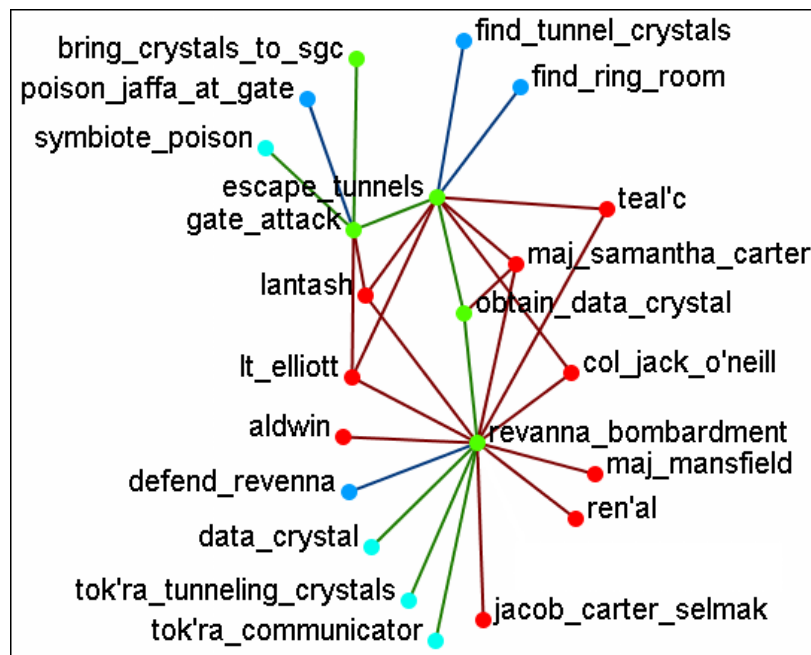 find_tunnel_crystals
bring_crystals_to_sgc
find_ring_room
poison_jaffa_at_gate
symbiote_poison
escape_tunnels
teal'c
gate_attack
maj_samantha_carter
lantash
obtain_data_crystal
lt_elliott
col_jack_o'neill
aldwin
revanna_bombardment
maj_mansfield
defend_revenna
ren'al
data_crystal
tok'ra_tunneling_crystals
jacob_carter_selmak
tok'ra_communicator